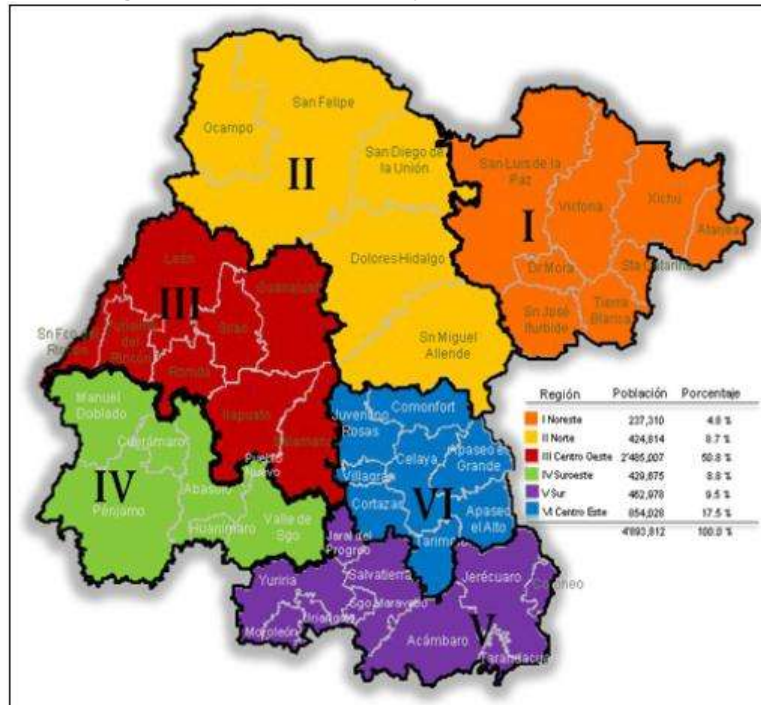 San Felipe
Ocampo
San Diego de
la Unión
II
San Luis de la
Paz
Victoria
Xichú
I
Atarjea
Dolores Hidalgo
Dr Mora
Sta Catarina
León
Guanajuato
III
Silao
Sn José
Iturbide
Tierra
Blanca
Sn Fco del
Rincón
Purísima
del
Rincón
Romita
Sn Miguel
Allende
Manuel
Doblado
Irapuato
Salamanca
Juventino
Rosas
Comonfort
Cuerámaro
Pueblo
Nuevo
Celaya
Apaseo el
Grande
Villagrán
IV
Abasolo
Pénjamo
VI
Cortazar
Huanímaro
Valle de
Sgo
Apaseo
el Alto
Tarimoro
Jaral del
Progreso
Yuriria
Salvatierra
Jerécuaro
Coroneo
Sgo Maravatío
Uriangato
Moroleón
Acámbaro
V
Tarandacuao
Región Población Porcentaje
I Noreste 237,310 4.8 %
II Norte 424,814 8.7 %
III Centro Oeste 2'485,007 50.8 %
IV Suroeste 429,675 8.8 %
V Sur 462,978 9.5 %
VI Centro Este 854,028 17.5 %
4'893,812 100.0 %